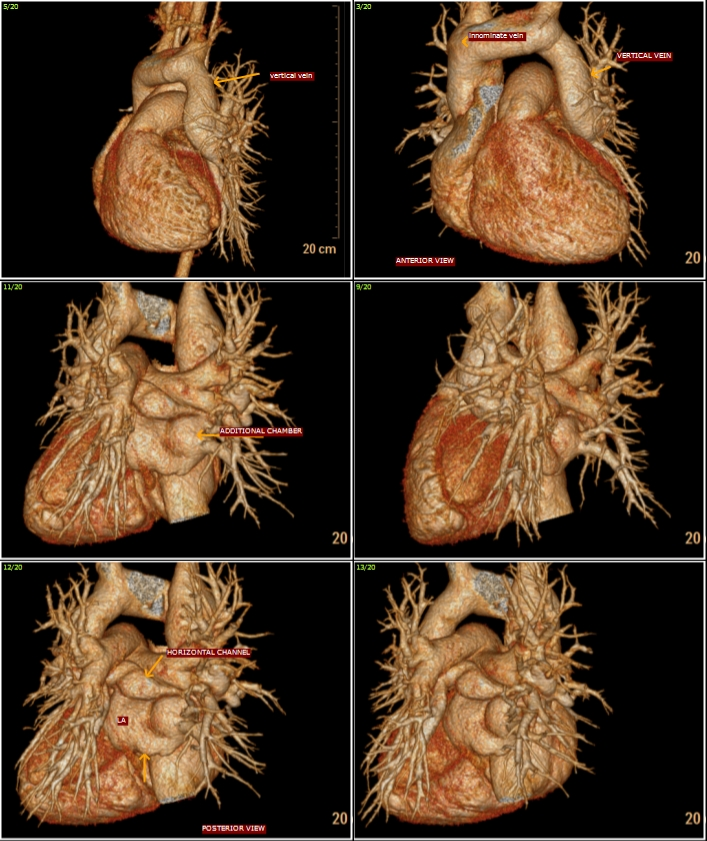 5/20
vertical vein
20 cm
3/20
innominate vein
VERTICAL VEIN
ANTERIOR VIEW
20
11/20
ADDITIONAL CHAMBER
20
9/20
20
12/20
HORIZONTAL CHANNEL
LA
POSTERIOR VIEW
20
13/20
20